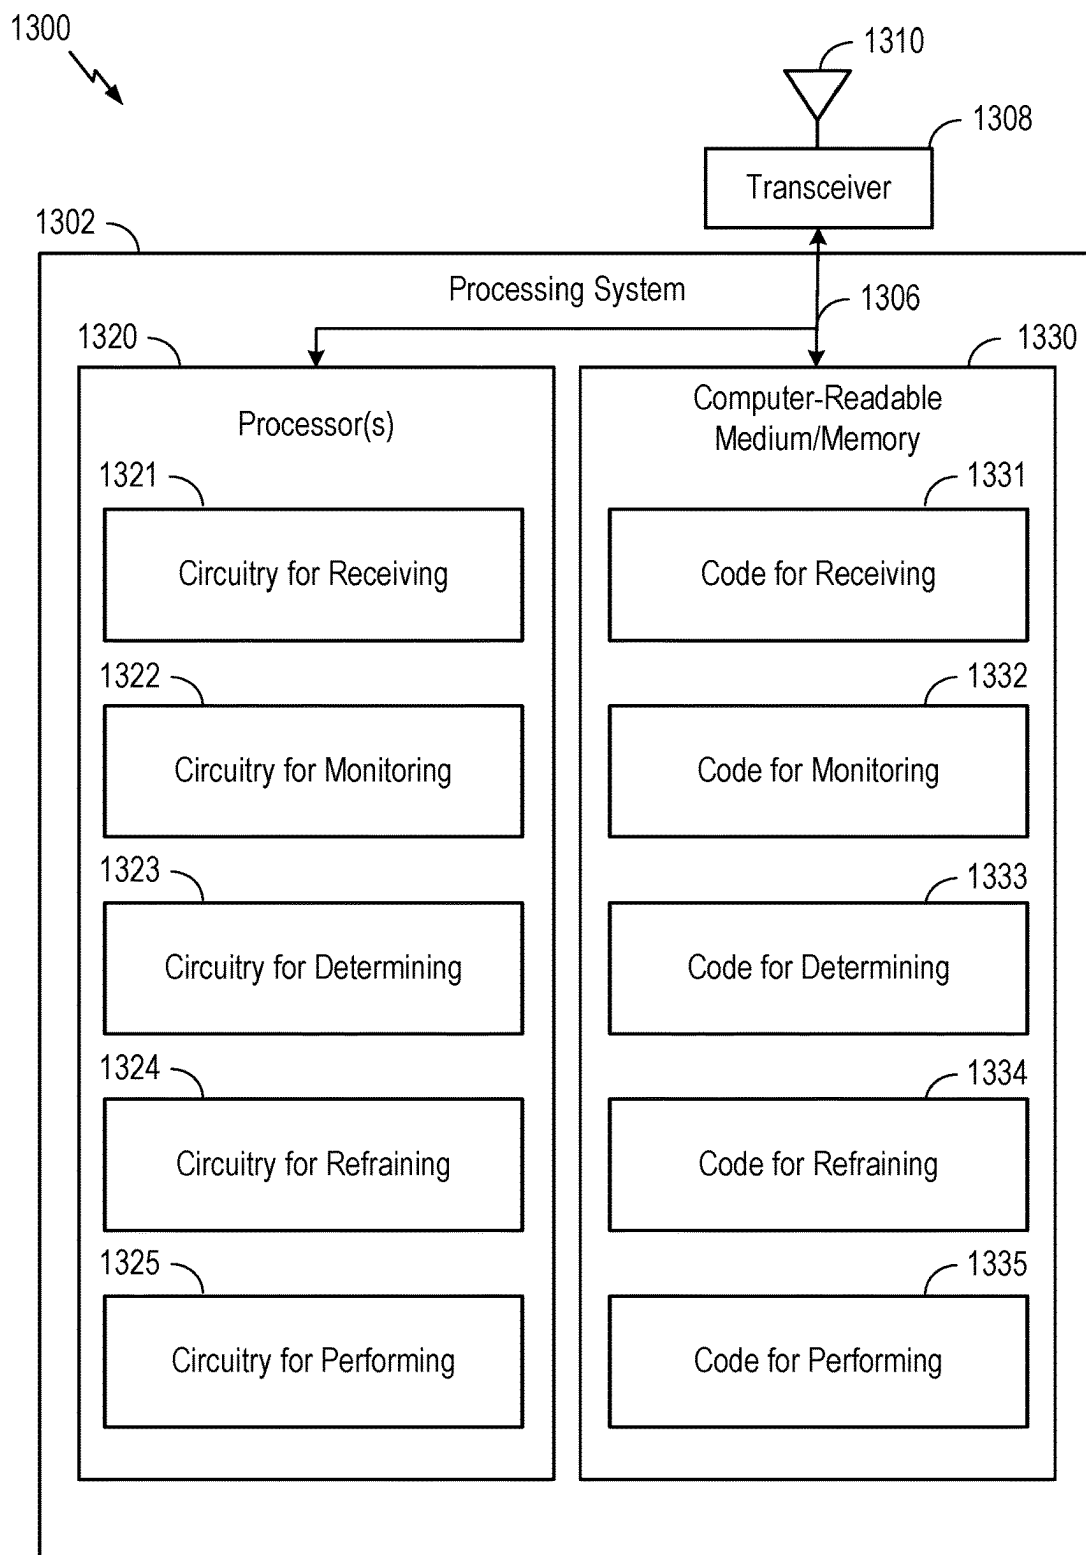 1300
1310
1308
Transceiver
1302
Processing System
1306
1320
1330
Processor(s)
Computer-Readable
Medium/Memory
1321
1331
Circuitry for Receiving
Code for Receiving
1322
1332
Circuitry for Monitoring
Code for Monitoring
1323
1333
Circuitry for Determining
Code for Determining
1324
1334
Circuitry for Refraining
Code for Refraining
1325
1335
Circuitry for Performing
Code for Performing